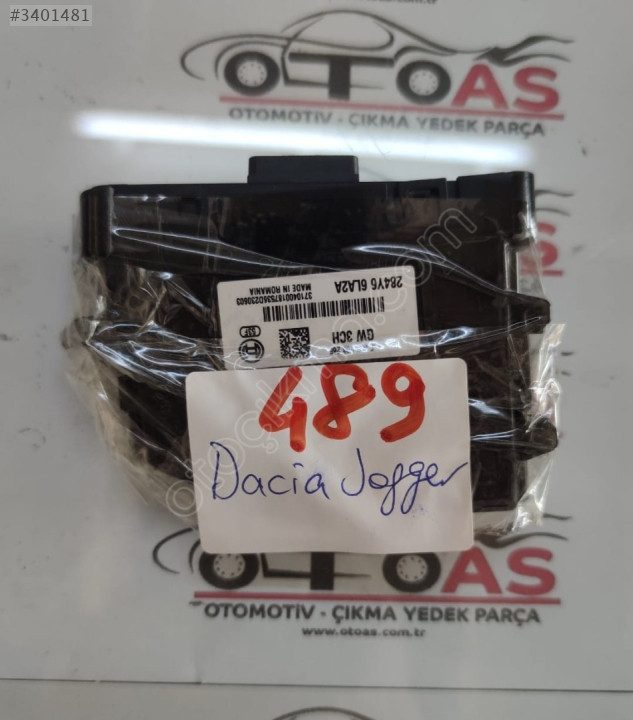 #3401481
OTOAS
OTOMOTİV - ÇIKMA YEDEK PARÇA
284Y6 6LA2A
3710400187536D250603
MADE IN ROMANIA
GW 3CH
489
Dacia Jogger
OTOAS
OTOMOTİV - ÇIKMA YEDEK PARÇA
www.otoas.com.tr